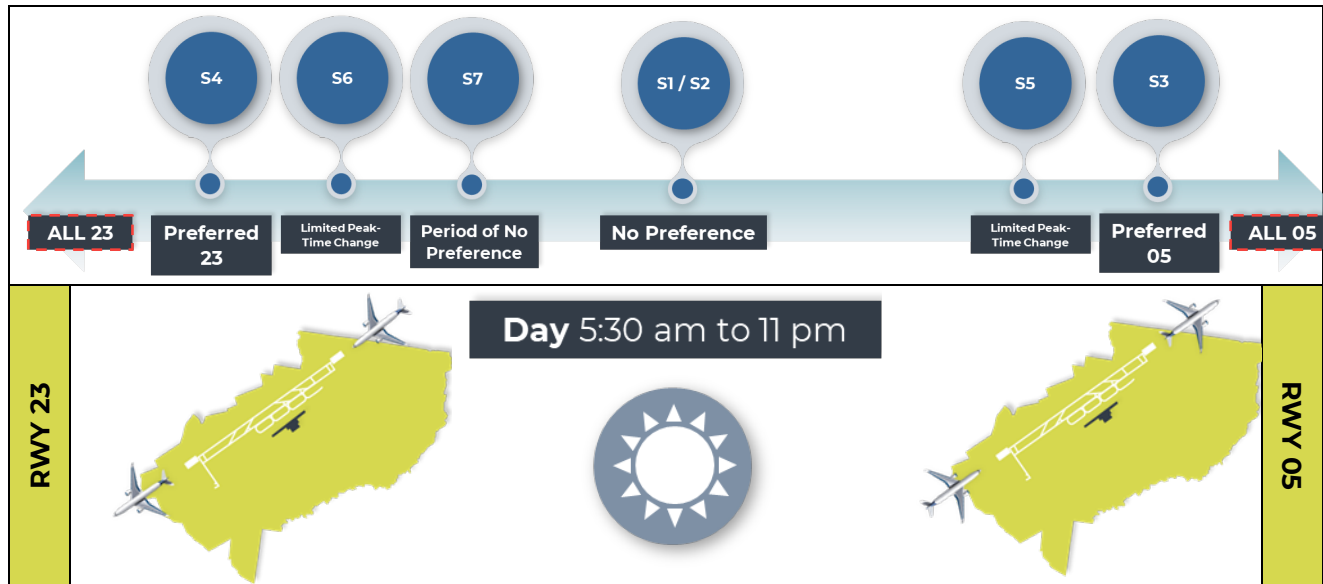 S4
S6
S7
S1 / S2
S5
S3
ALL 23
Preferred
23
Limited Peak-
Time Change
Period of No
Preference
No Preference
Limited Peak-
Time Change
Preferred
05
ALL 05
RWY 23
Day 5:30 am to 11 pm
RWY 05